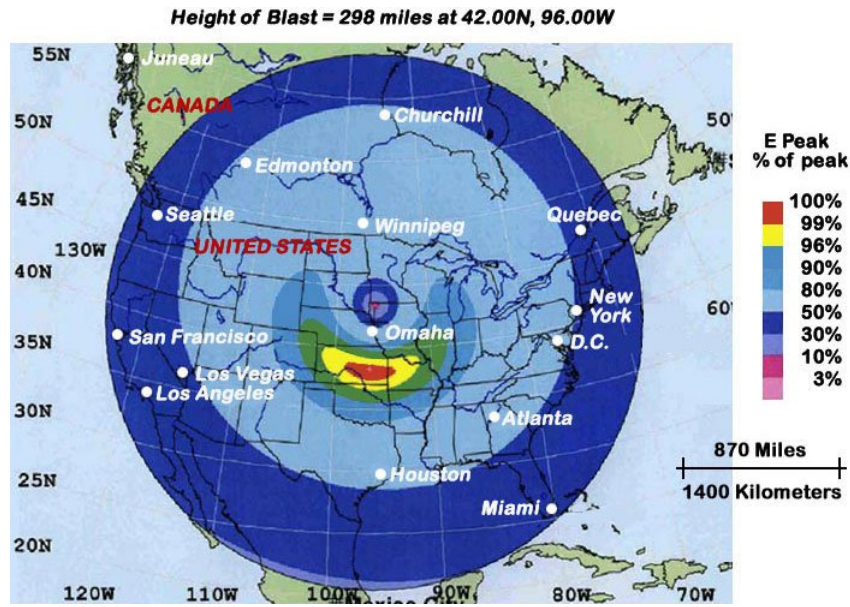 Height of Blast = 298 miles at 42.00N, 96.00W
55N
Juneau
CANADA
50N
Churchill
50
Edmonton
45N
Seattle
Winnipeg
Quebec
130W
UNITED STATES
40N
New
York
60
Omaha
35N
San Francisco
D.C.
Los Vegas
Los Angeles
30N
Atlanta
25N
Houston
Miami
20N
120W
110W
100W
90W
80W
70W
Mexico City
E Peak
% of peak
100%
99%
96%
90%
80%
50%
30%
10%
3%
870 Miles
1400 Kilometers